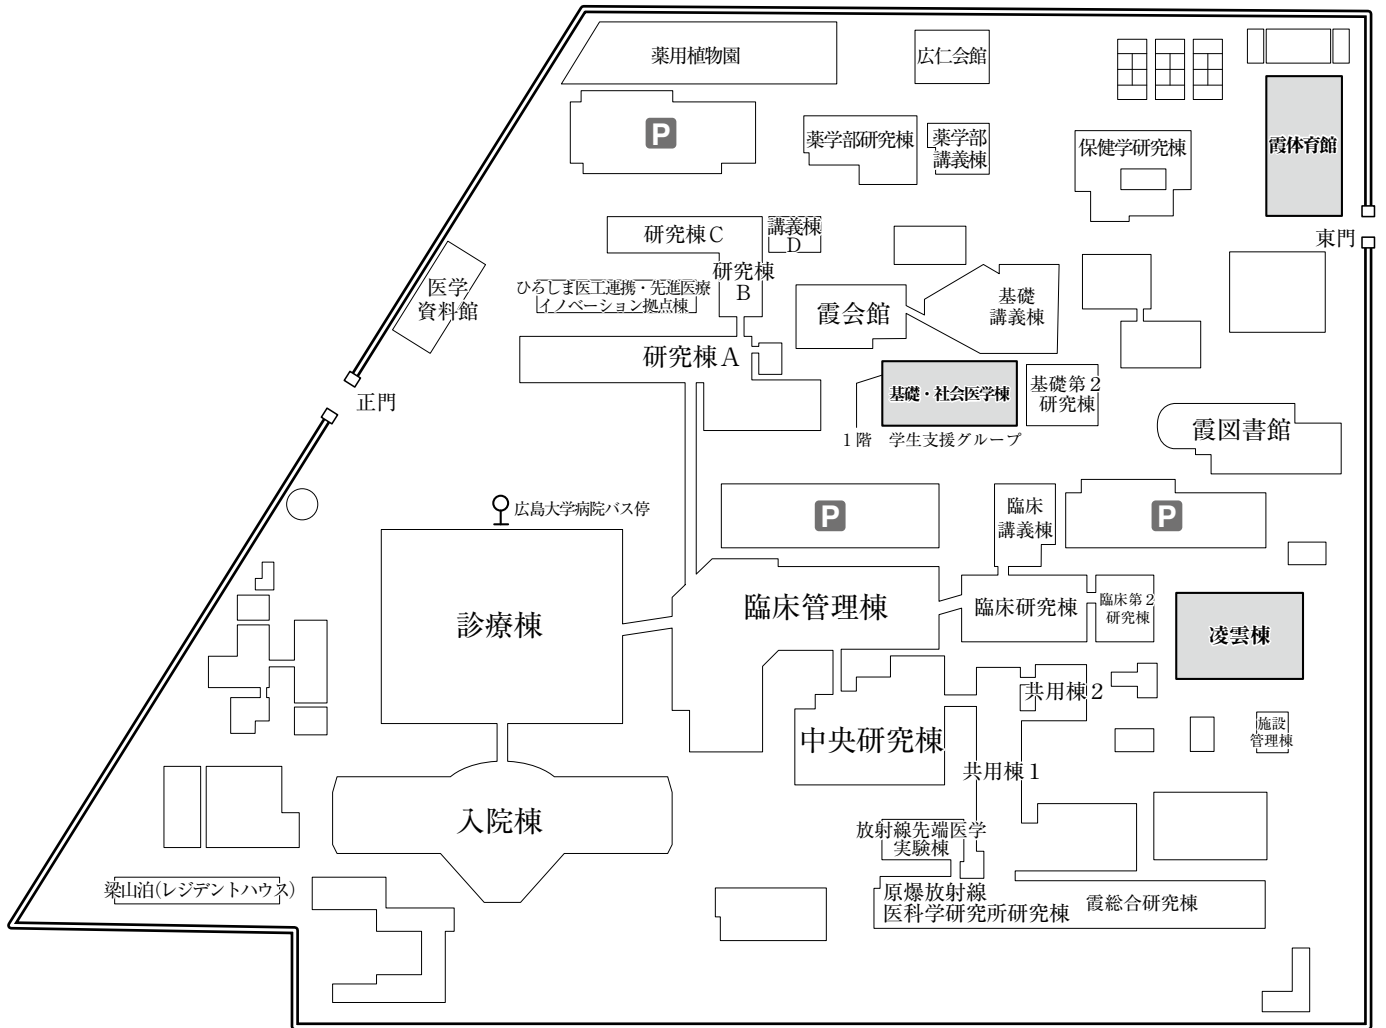 薬用植物園
広仁会館
P
薬学部研究棟
薬学部
講義棟
保健学研究棟
霞体育館
東門
研究棟C
講義棟
D
研究棟
B
医学
資料館
ひろしま医工連携・先進医療
イノベーション拠点棟
霞会館
基礎
講義棟
研究棟A
正門
基礎・社会医学棟
基礎第2
研究棟
1階 学生支援グループ
霞図書館
広島大学病院バス停
P
臨床
講義棟
P
診療棟
臨床管理棟
臨床研究棟
臨床第2
研究棟
凌雲棟
共用棟2
中央研究棟
施設
管理棟
共用棟1
入院棟
放射線先端医学
実験棟
梁山泊(レジデントハウス)
原爆放射線
医科学研究所研究棟
霞総合研究棟